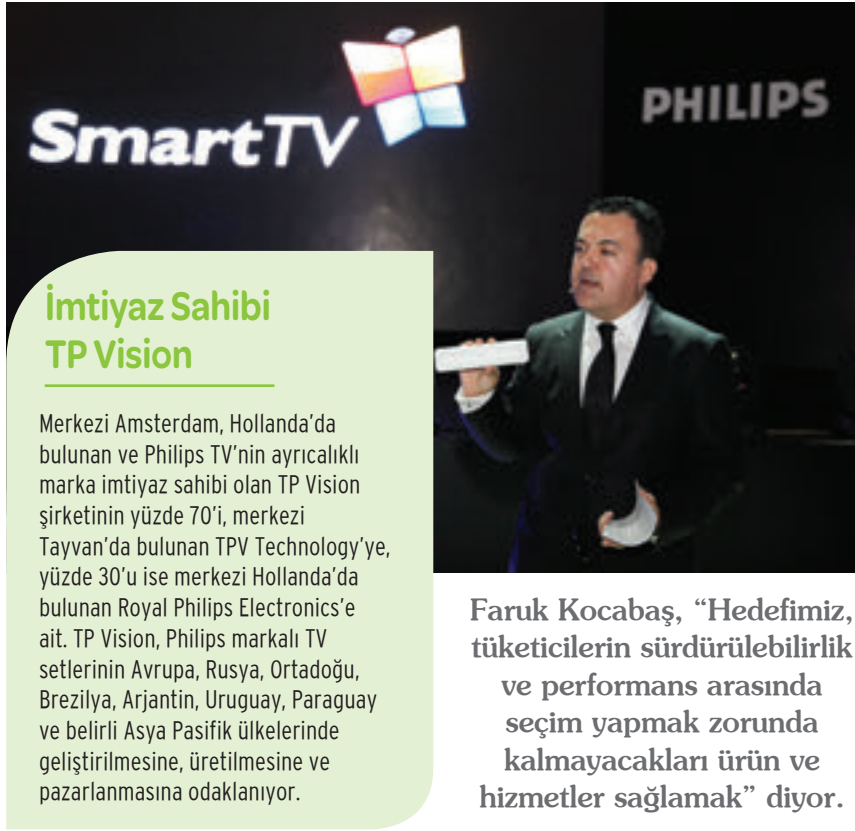 SmartTV
PHILIPS
İmtiyaz Sahibi
TP Vision
Merkezi Amsterdam, Hollanda'da
bulunan ve Philips TV'nin ayrıcalıklı
marka imtiyaz sahibi olan TP Vision
şirketinin yüzde 70'i, merkezi
Tayvan'da bulunan TPV Technology'ye,
yüzde 30'u ise merkezi Hollanda'da
bulunan Royal Philips Electronics'e
ait. TP Vision, Philips markalı TV
setlerinin Avrupa, Rusya, Ortadoğu,
Brezilya, Arjantin, Uruguay, Paraguay
ve belirli Asya Pasifik ülkelerinde
geliştirilmesine, üretilmesine ve
pazarlanmasına odaklanıyor.
Faruk Kocabaş, “Hedefimiz,
tüketicilerin sürdürülebilirlik
ve performans arasında
seçim yapmak zorunda
kalmayacakları ürün ve
hizmetler sağlamak” diyor.